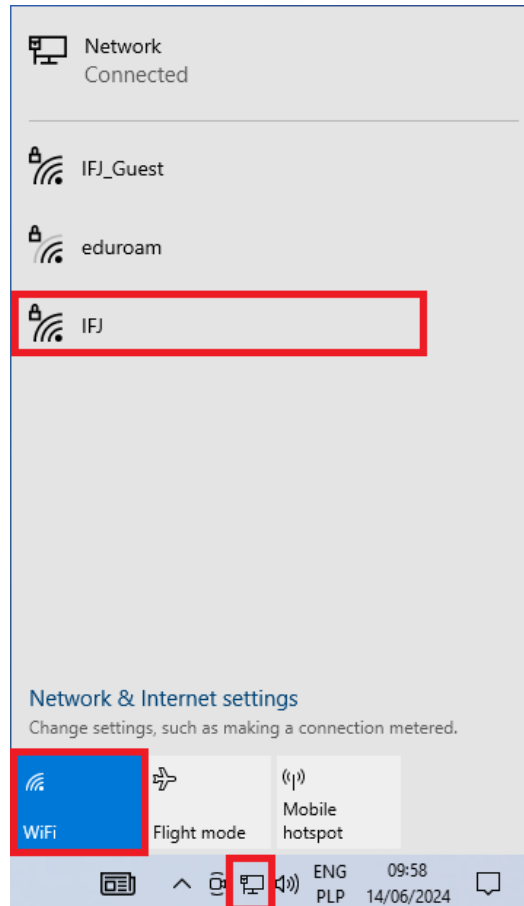 Network
Connected
IFJ_Guest
eduroam
IFJ
Network & Internet settings
Change settings, such as making a connection metered.
WiFi
Flight mode
Mobile
hotspot
ENG
PLP
09:58
14/06/2024